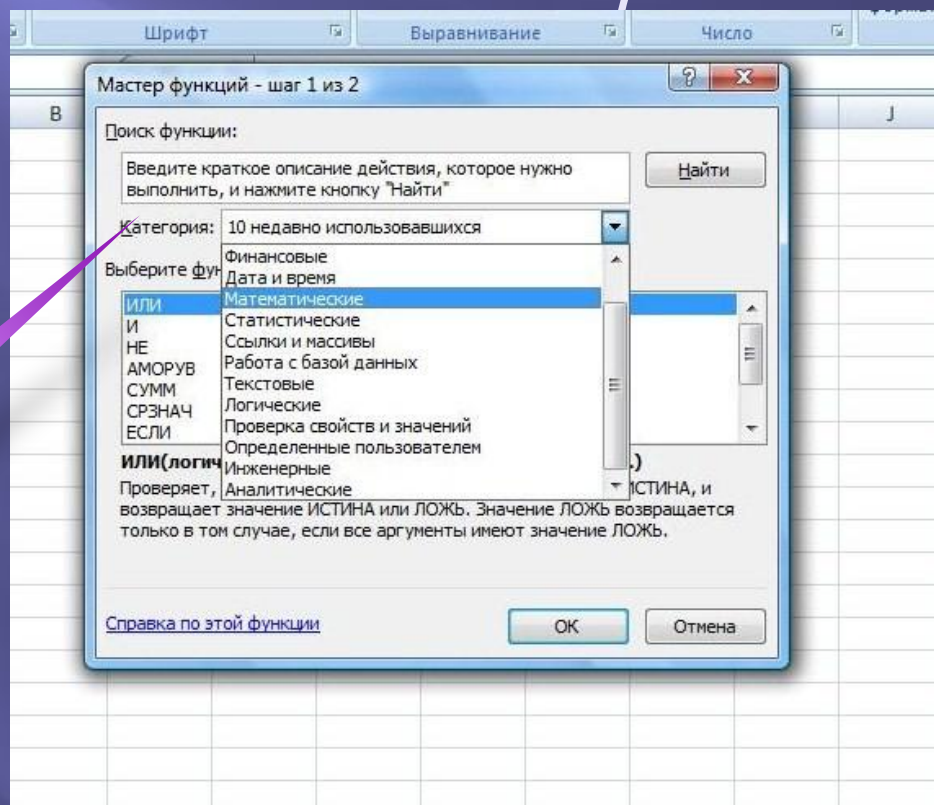 Шрифт Выравнивание Число
Мастер функций - шаг 1 из 2
B J
Поиск функции:
Введите краткое описание действия, которое нужно
выполнить, и нажмите кнопку "Найти"
Найти
Категория: 10 недавно использовавшихся
Финансовые
Выберите
Дата и время
Математические
Статистические
Ссылки и массивы
Работа с базой данных
Текстовые
Логические
Проверка свойств и значений
Определенные пользователем
Инженерные
Аналитические
ИЛИ
И
НЕ
АМОРУВ
СУММ
СРЗНАЧ
ЕСЛИ
Проверяет, ИСТИНА, и
возвращает значение ИСТИНА или ЛОЖЬ. Значение ЛОЖЬ возвращается
только в том случае, если все аргументы имеют значение ЛОЖЬ.
Справка по этой функции
ОК Отмена